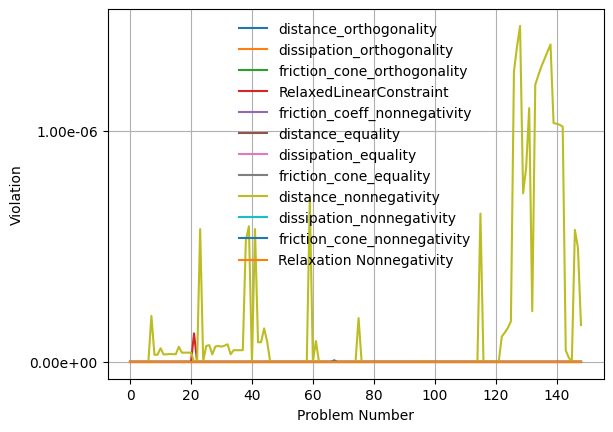 distance_orthogonality
dissipation_orthogonality
friction_cone_orthogonality
RelaxedLinearConstraint
friction_coeff_nonnegativity
distance_equality
dissipation_equality
friction_cone_equality
distance_nonnegativity
dissipation_nonnegativity
friction_cone_nonnegativity
Relaxation Nonnegativity
1.00e-06
0.00e+00
Violation
0 20 40 60 80 100 120 140
Problem Number